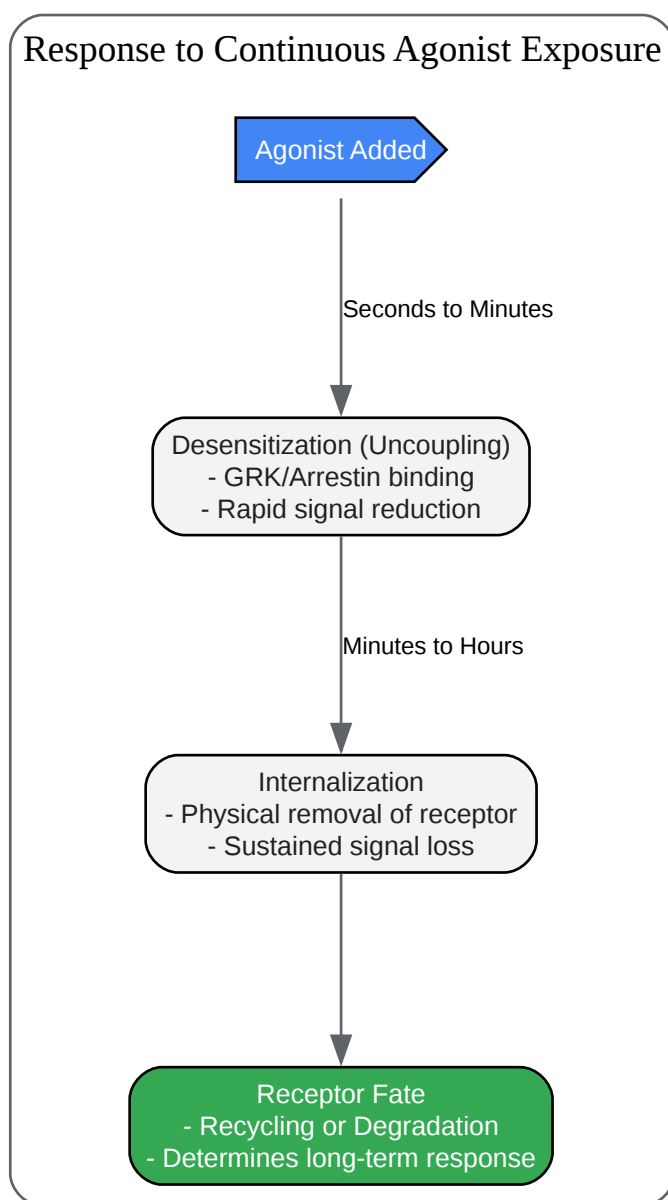 Response to Continuous Agonist Exposure
Agonist Added
Seconds to Minutes
Desensitization (Uncoupling)
- GRK/Arrestin binding
- Rapid signal reduction
Minutes to Hours
Internalization
- Physical removal of receptor
- Sustained signal loss
Receptor Fate
- Recycling or Degradation
- Determines long-term response